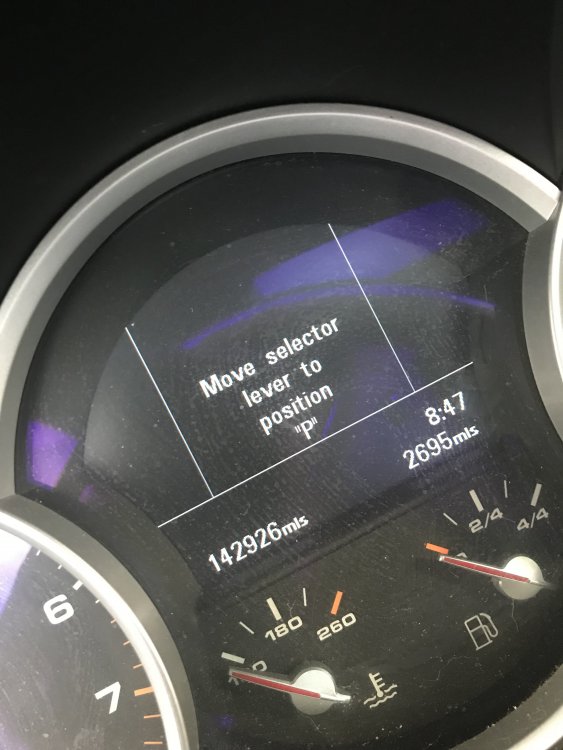 Move selector
lever to
position
"P"
8:47
2695mls
142926mls
2/4
4/4
180
260
6
7